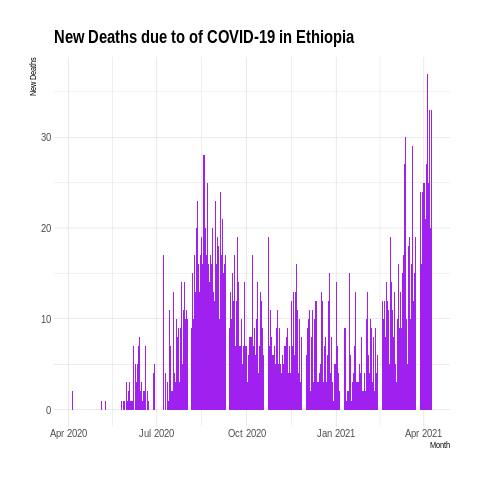 New Deaths due to of COVID-19 in Ethiopia
New Deaths
30
20
10
0
Apr 2020 Jul 2020 Oct 2020 Jan 2021 Apr 2021
Month